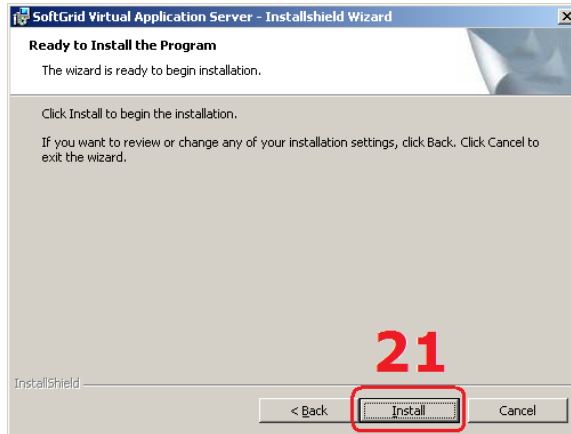 SoftGrid Virtual Application Server - Installshield Wizard
Ready to Install the Program
The wizard is ready to begin installation.
Click Install to begin the installation.
If you want to review or change any of your installation settings, click Back. Click Cancel to
exit the wizard.
21
InstallShield
< Back Install Cancel